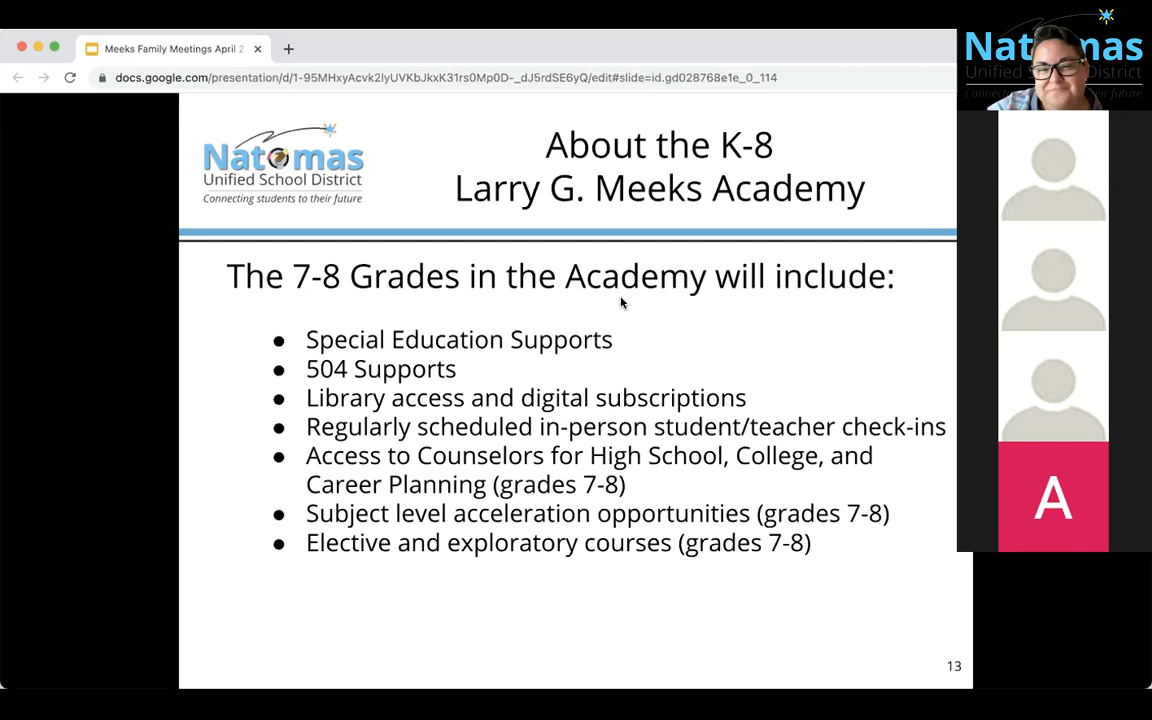 Meeks Family Meetings April 2
docs.google.com/presentation/d/1-95MHxyAcvk2lyUVKbJkxK31rs0Mp0D-_dJ5rdSE6yQ/edit#slide=id.gd028768e1e_0_114
Natomas
Unified School District
Connecting students to their future
About the K-8
Larry G. Meeks Academy
The 7-8 Grades in the Academy will include:
● Special Education Supports
● 504 Supports
● Library access and digital subscriptions
● Regularly scheduled in-person student/teacher check-ins
● Access to Counselors for High School, College, and
Career Planning (grades 7-8)
● Subject level acceleration opportunities (grades 7-8)
● Elective and exploratory courses (grades 7-8)
13
Nat mas
Unified District
their future
A